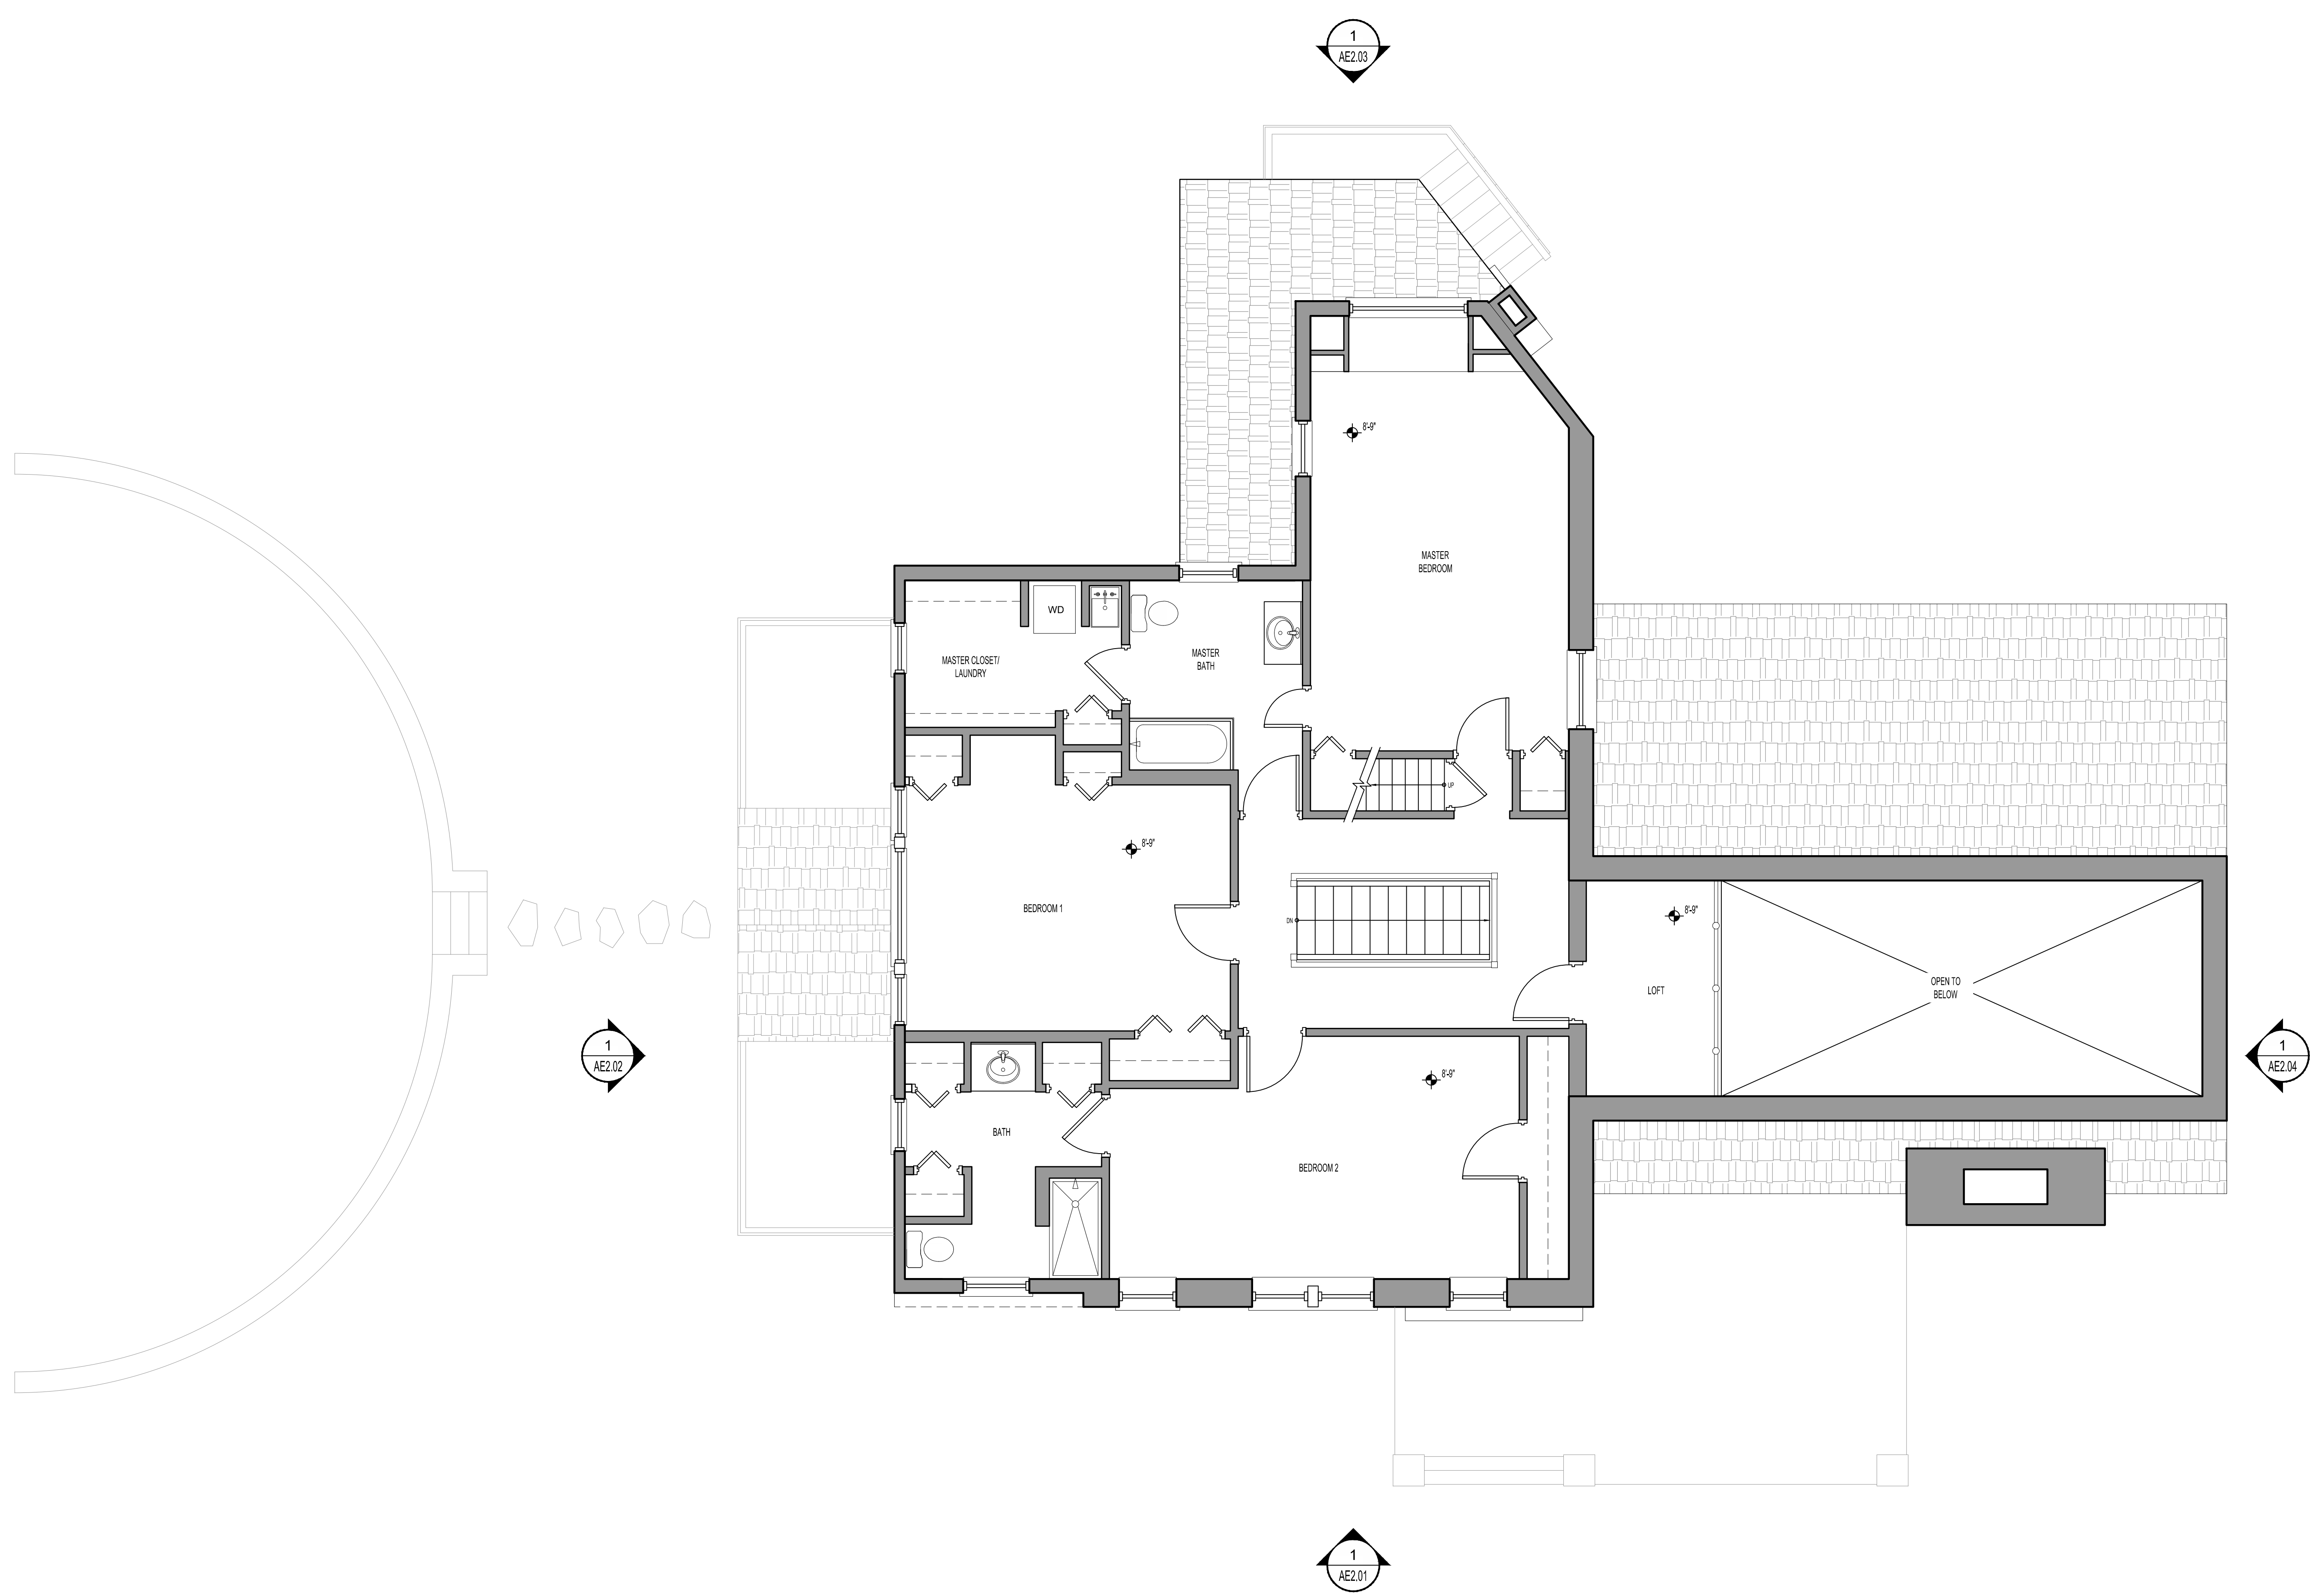 1
AE2.03
8'-9"
MASTER
BEDROOM
WD
MASTER CLOSET/
LAUNDRY
MASTER
BATH
UP
8'-9"
BEDROOM 1
DN
8'-9"
LOFT
OPEN TO
BELOW
1
AE2.02
1
AE2.04
8'-9"
BATH
BEDROOM 2
1
AE2.01